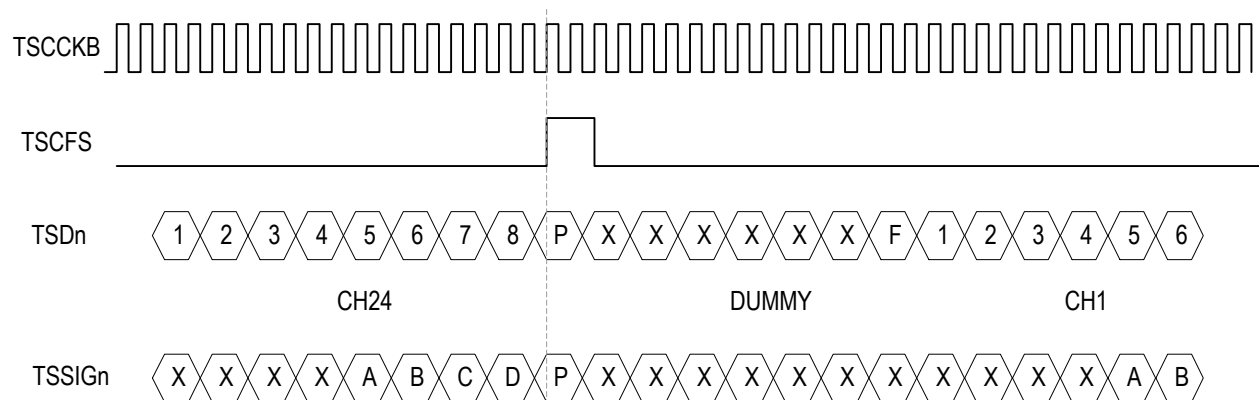 TSCCKB
TSCFS
TSDn 1 2 3 4 5 6 7 8 P X X X X X X F 1 2 3 4 5 6
CH24 DUMMY CH1
TSSIGn X X X X A B C D P X X X X X X X X X X X A B